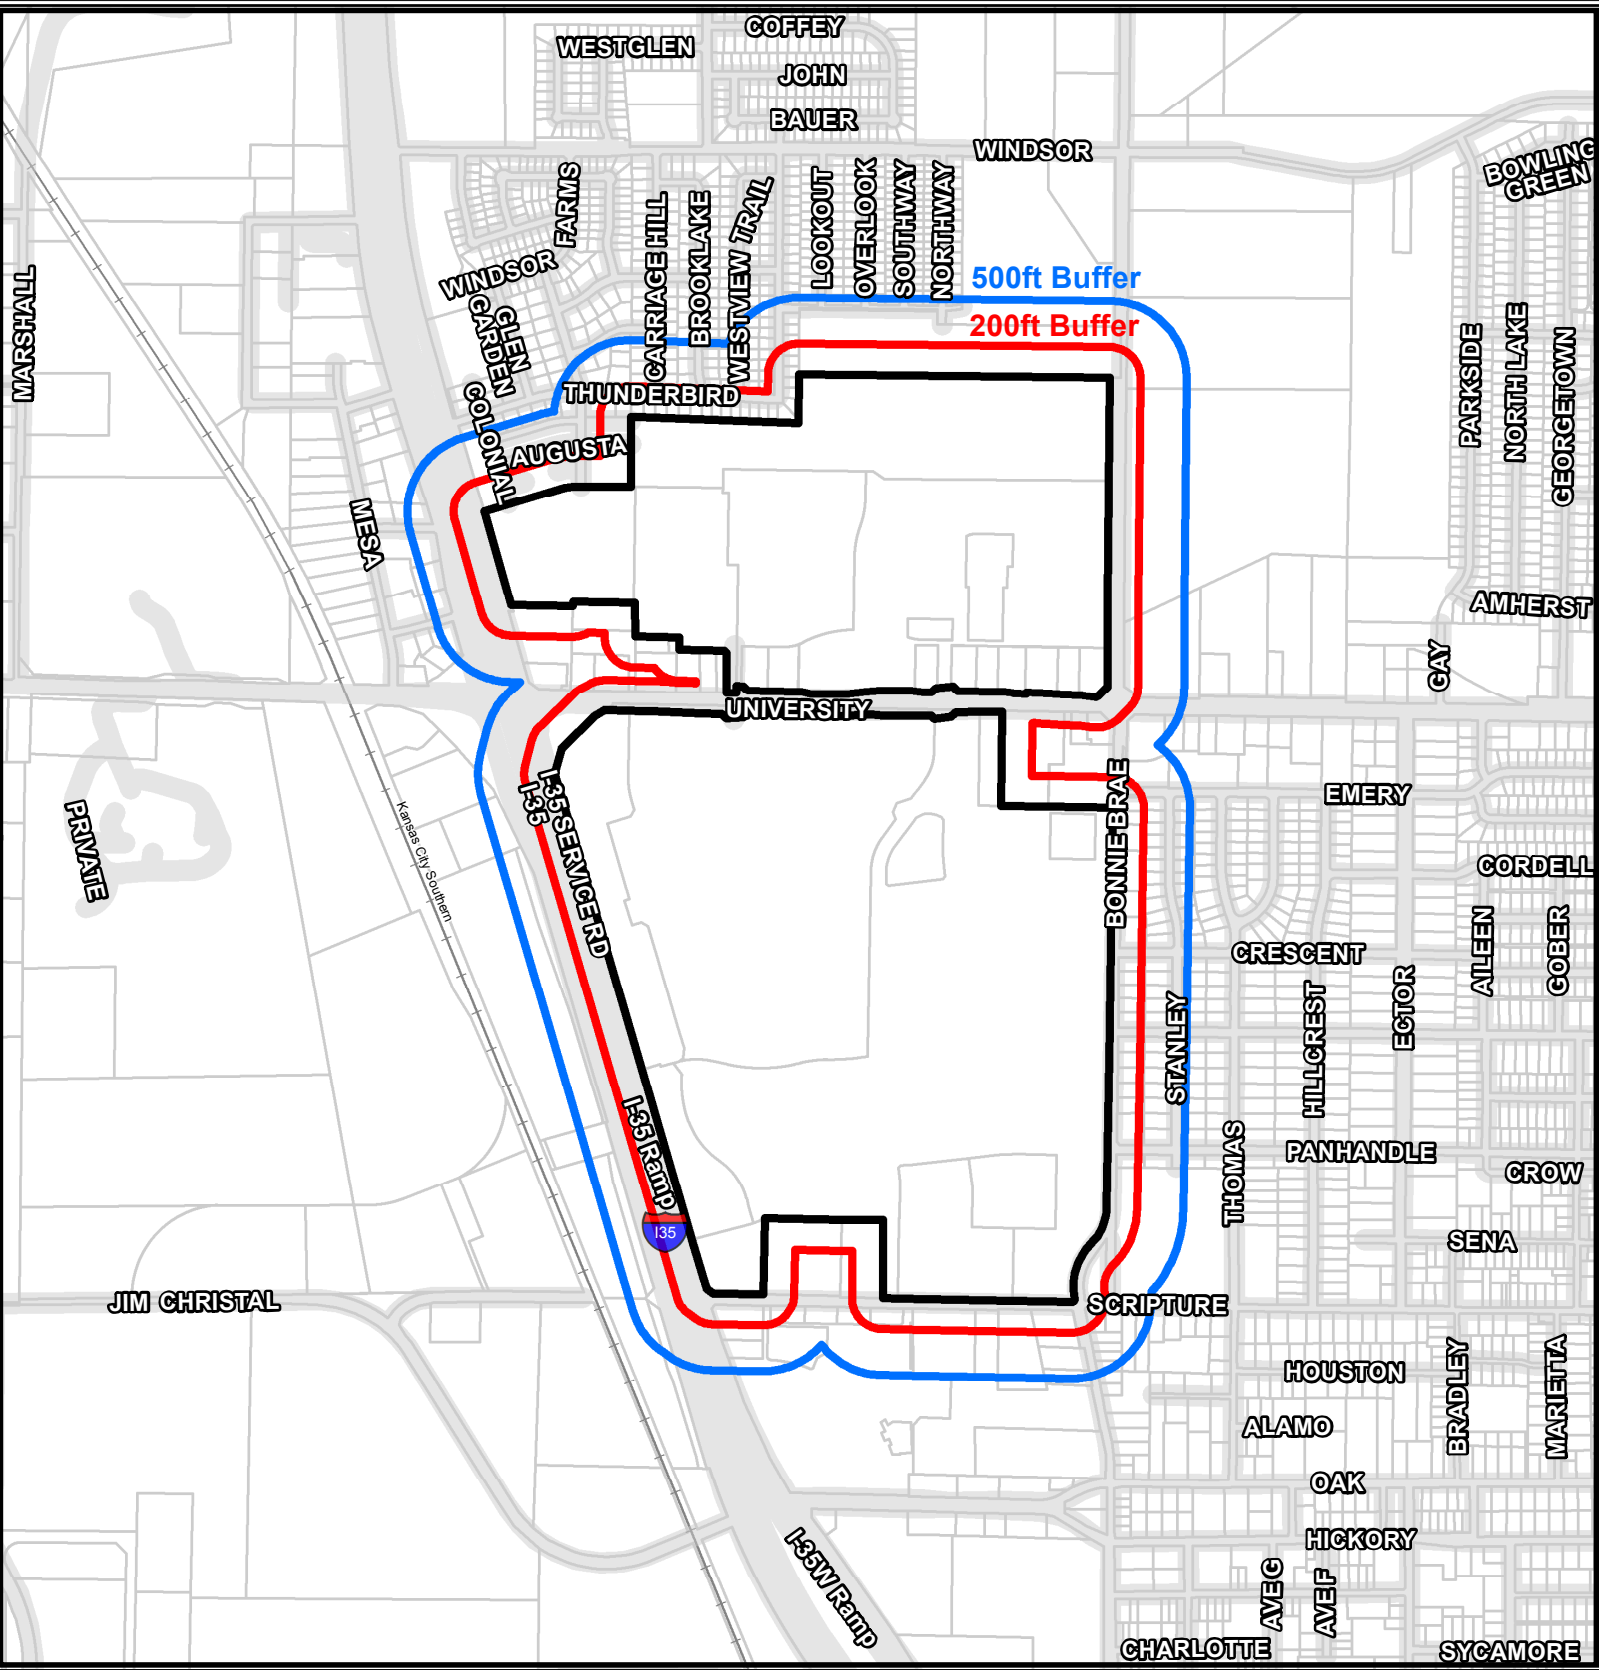 COFFEY
WESTGLEN
JOHN
BAUER
WINDSOR
BOWLING
GREEN
FARMS
CARRIAGE HILL
BROOKLAKE
WESTVIEW TRAIL
LOOKOUT
OVERLOOK
SOUTHWAY
NORTHWAY
WINDSOR
500ft Buffer
200ft Buffer
MARSHALL
GLEN
GARDEN
PARKSIDE
NORTH LAKE
GEORGETOWN
THUNDERBIRD
COLONIAL
AUGUSTA
MESA
AMHERST
GAY
UNIVERSITY
I-35 SERVICE RD
I-35
BONNIE BRAE
EMERY
PRIVATE
Kansas City Southern
CORDELL
AILEEN
GOBER
CRESCENT
ECTOR
HILLCREST
STANLEY
I-35 Ramp
THOMAS
PANHANDLE
CROW
I35
SENA
JIM CHRISTAL
SCRIPTURE
HOUSTON
BRADLEY
MARIETTA
ALAMO
OAK
HICKORY
I-35W Ramp
AVE G
AVE F
CHARLOTTE
SYCAMORE